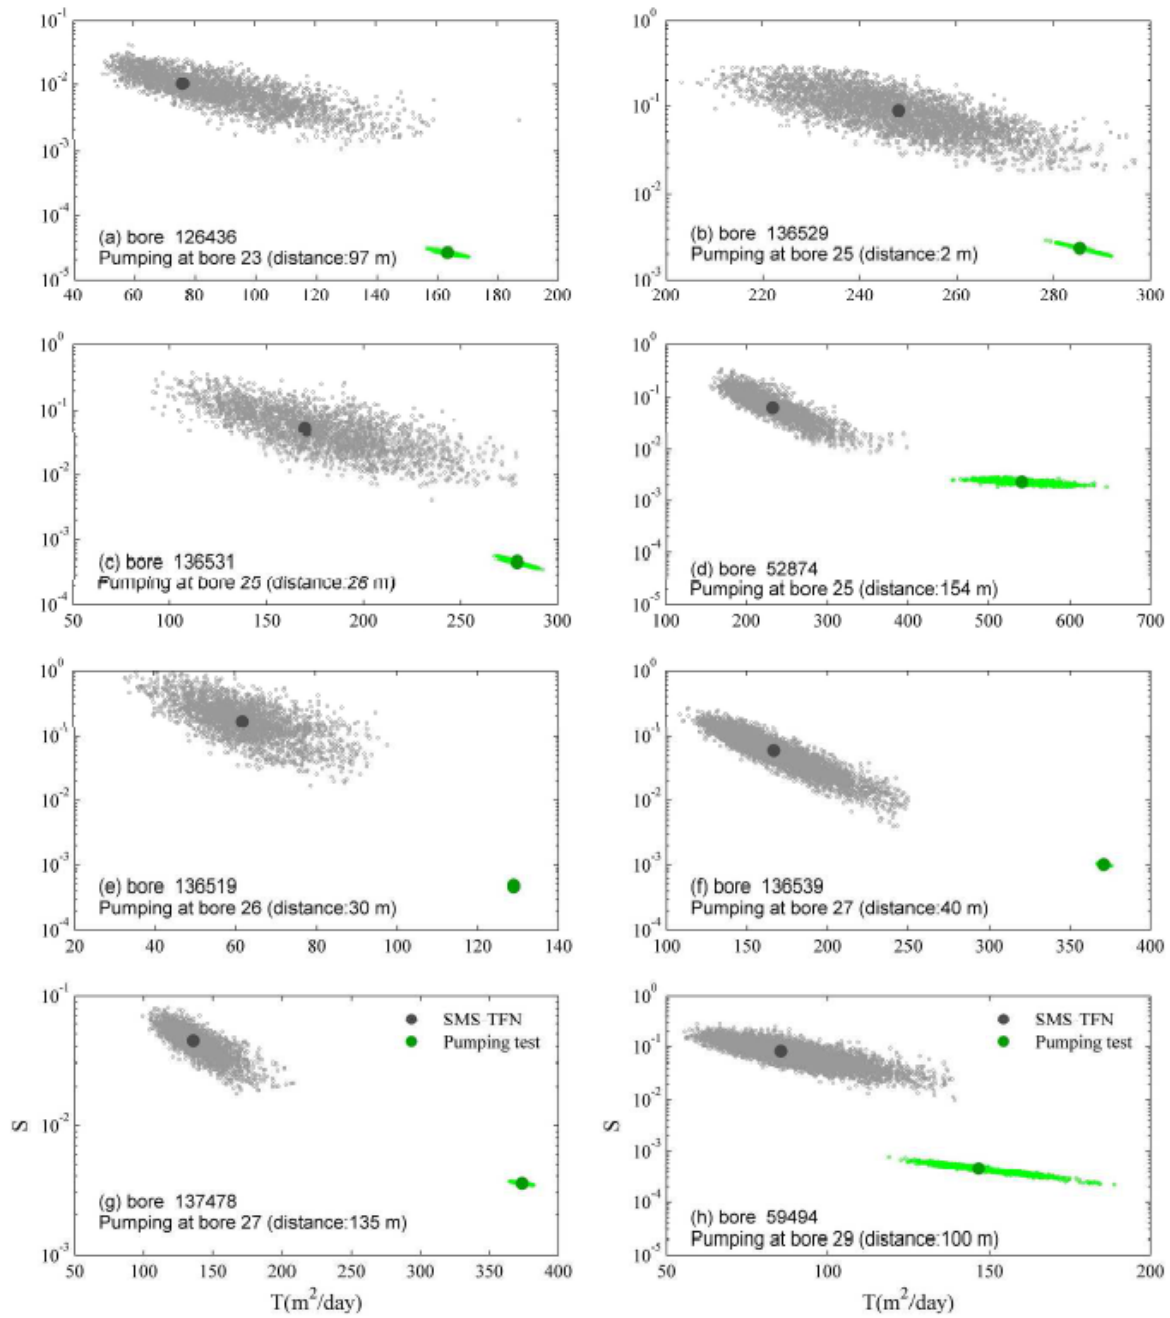 10^-1
10^-2
10^-3
10^-4
10^-5
40 60 80 100 120 140 160 180 200
(a) bore 126436
Pumping at bore 23 (distance:97 m)
10^0
10^-1
10^-2
10^-3
200 220 240 260 280 300
(b) bore 136529
Pumping at bore 25 (distance:2 m)
10^0
10^-1
10^-2
10^-3
10^-4
50 100 150 200 250 300
(c) bore 136531
Pumping at bore 25 (distance:26 m)
10^0
10^-1
10^-2
10^-3
10^-4
10^-5
100 200 300 400 500 600 700
(d) bore 52874
Pumping at bore 25 (distance:154 m)
10^0
10^-1
10^-2
10^-3
10^-4
20 40 60 80 100 120 140
(e) bore 136519
Pumping at bore 26 (distance:30 m)
10^0
10^-1
10^-2
10^-3
10^-4
100 150 200 250 300 350 400
(f) bore 136539
Pumping at bore 27 (distance:40 m)
10^-1
10^-2
10^-3
S
SMS TFN
Pumping test
(g) bore 137478
Pumping at bore 27 (distance:135 m)
50 100 150 200 250 300 350 400
T(m²/day)
10^0
10^-1
10^-2
10^-3
10^-4
10^-5
S
SMS TFN
Pumping test
(h) bore 59494
Pumping at bore 29 (distance:100 m)
50 100 150 200
T(m²/day)